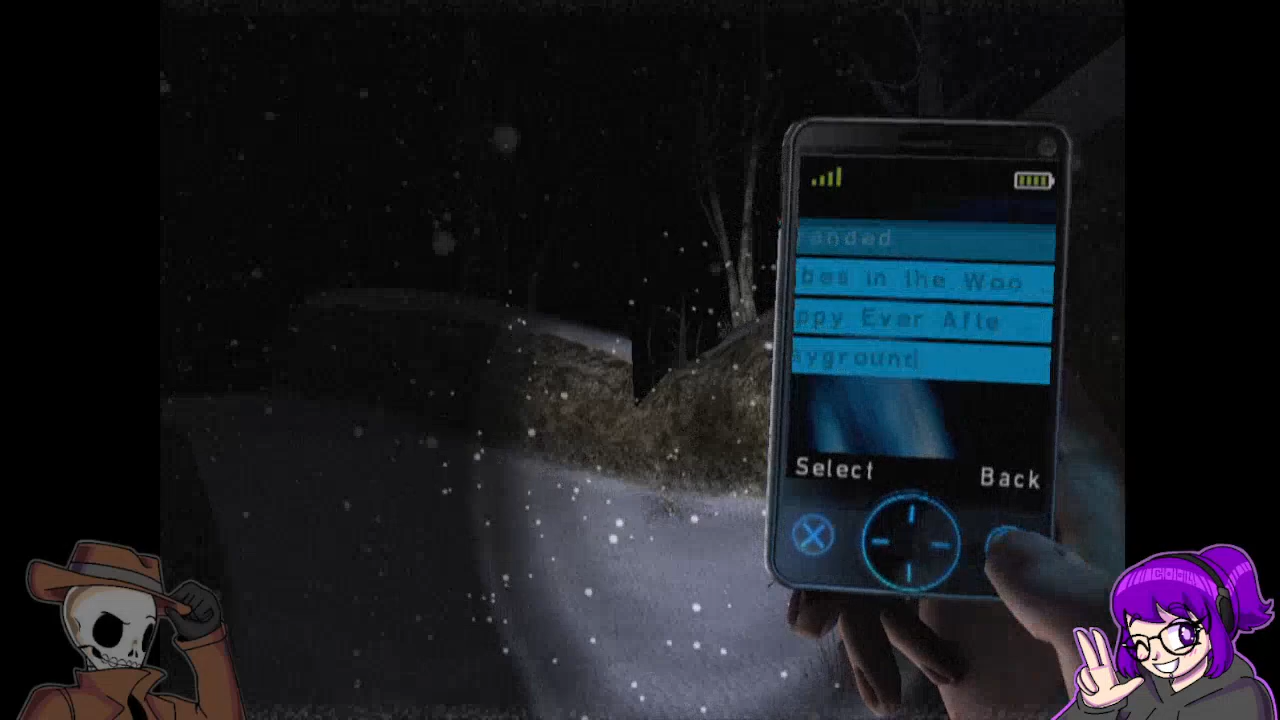 randed
bes in the Woo
ppy Ever Afte
ayground
Select
Back